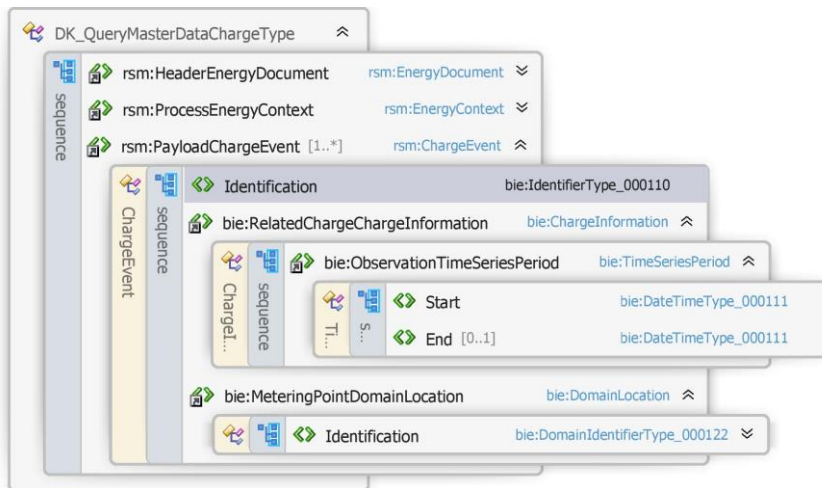 DK_QueryMasterDataChargeType
sequence
rsm:HeaderEnergyDocument rsm:EnergyDocument
rsm:ProcessEnergyContext rsm:EnergyContext
rsm:PayloadChargeEvent [1..*] rsm:ChargeEvent
ChargeEvent
sequence
Identification bie:IdentifierType_000110
bie:RelatedChargeChargeInformation bie:ChargeInformation
ChargeI...
sequence
bie:ObservationTimeSeriesPeriod bie:TimeSeriesPeriod
Ti...
s...
Start bie:DateTimeType_000111
End [0..1] bie:DateTimeType_000111
bie:MeteringPointDomainLocation bie:DomainLocation
Identification bie:DomainIdentifierType_000122